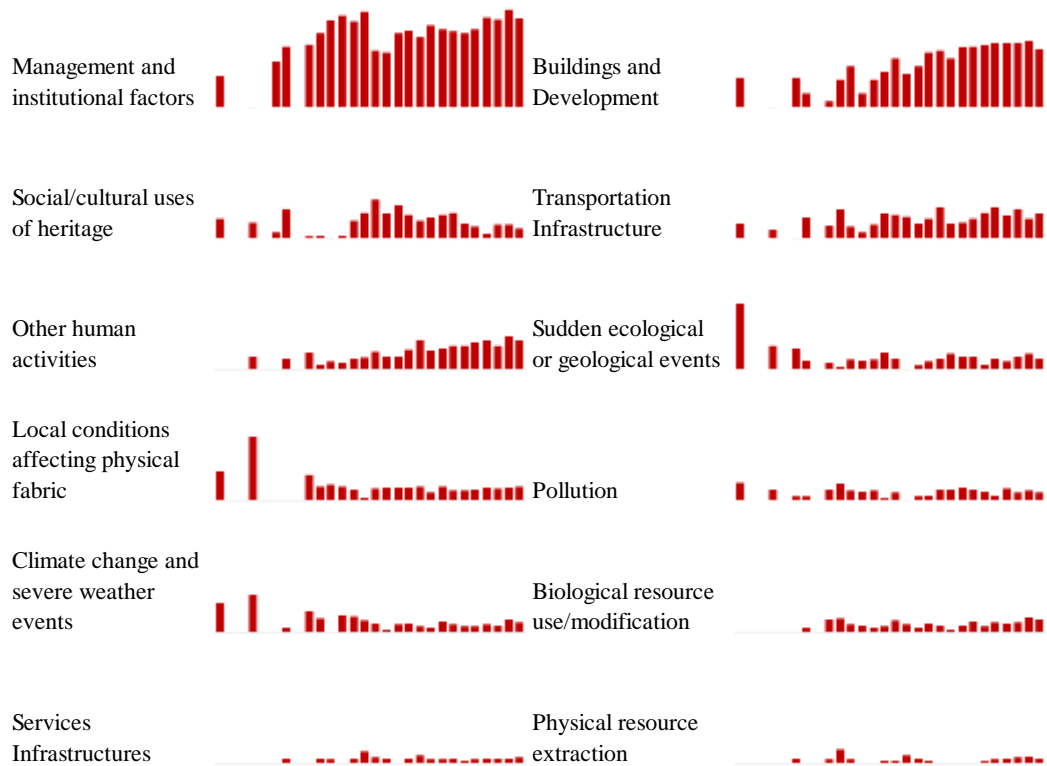 Management and
institutional factors
Buildings and
Development
Social/cultural uses
of heritage
Transportation
Infrastructure
Other human
activities
Sudden ecological
or geological events
Local conditions
affecting physical
fabric
Pollution
Climate change and
severe weather
events
Biological resource
use/modification
Services
Infrastructures
Physical resource
extraction